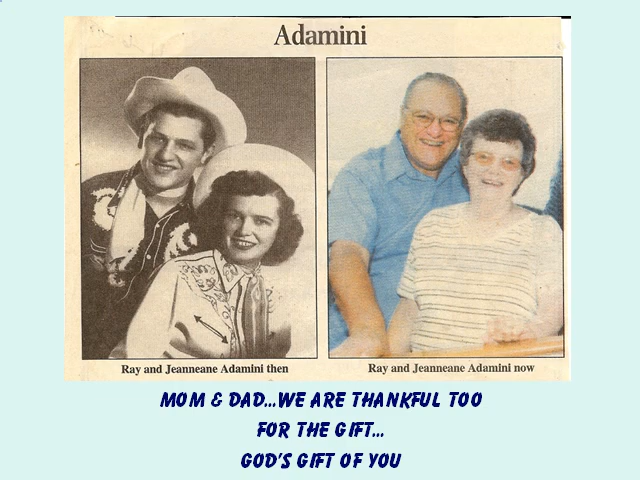 Adamini
Ray and Jeanneane Adamini then
Ray and Jeanneane Adamini now
MOM & DAD...WE ARE THANKFUL TOO
FOR THE GIFT...
GOD'S GIFT OF YOU